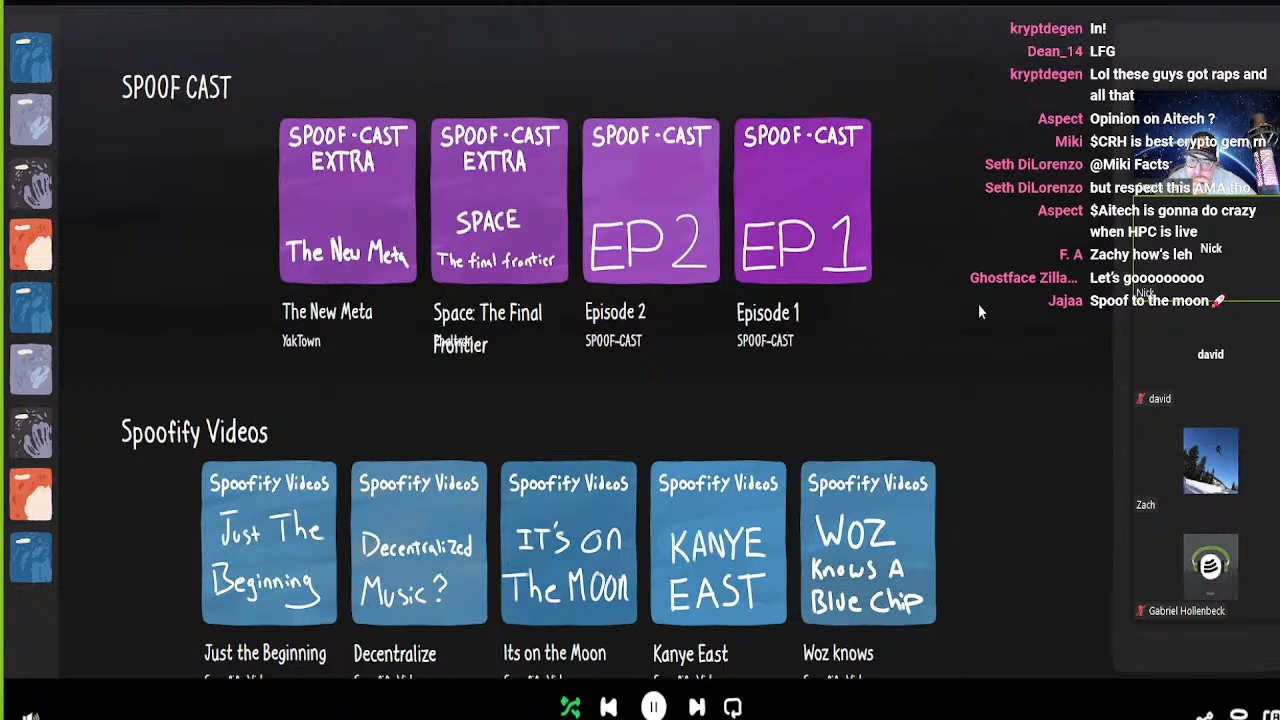 SPOOF CAST
SPOOF-CAST
EXTRA
The New Meta
SPOOF-CAST
EXTRA
SPACE
The final frontier
SPOOF-CAST
EP 2
SPOOF-CAST
EP 1
The New Meta
YakTown
Space: The Final
Frontier
Episode 2
SPOOF-CAST
Episode 1
SPOOF-CAST
Spoofify Videos
Spoofify Videos
Just The
Beginning
Spoofify Videos
Decentralized
Music?
Spoofify Videos
IT'S ON
The MOON
Spoofify Videos
KANYE
EAST
Spoofify Videos
WOZ
Knows A
Blue Chip
Just the Beginning
Decentralize
Its on the Moon
Kanye East
Woz knows
kryptdegen In!
Dean_14 LFG
kryptdegen Lol these guys got raps and
all that
Aspect Opinion on Aitech ?
Miki $CRH is best crypto gem rn
Seth DiLorenzo @Miki Facts
Seth DiLorenzo but respect this AMA tho
Aspect $Aitech is gonna do crazy
when HPC is live
F. A Zachy how's leh
Ghostface Zilla... Let's gooooooooo
Jajaa Spoof to the moon🚀
Nick
Nick
david
david
Zach
Gabriel Hollenbeck